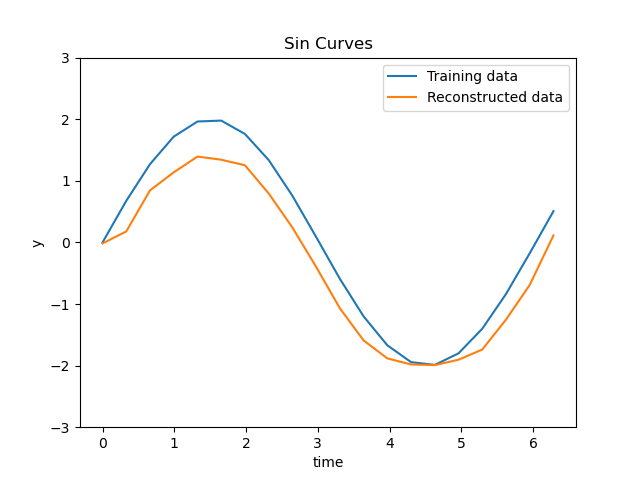 Sin Curves
Training data
Reconstructed data
3
2
1
0
−1
−2
−3
y
0 1 2 3 4 5 6
time